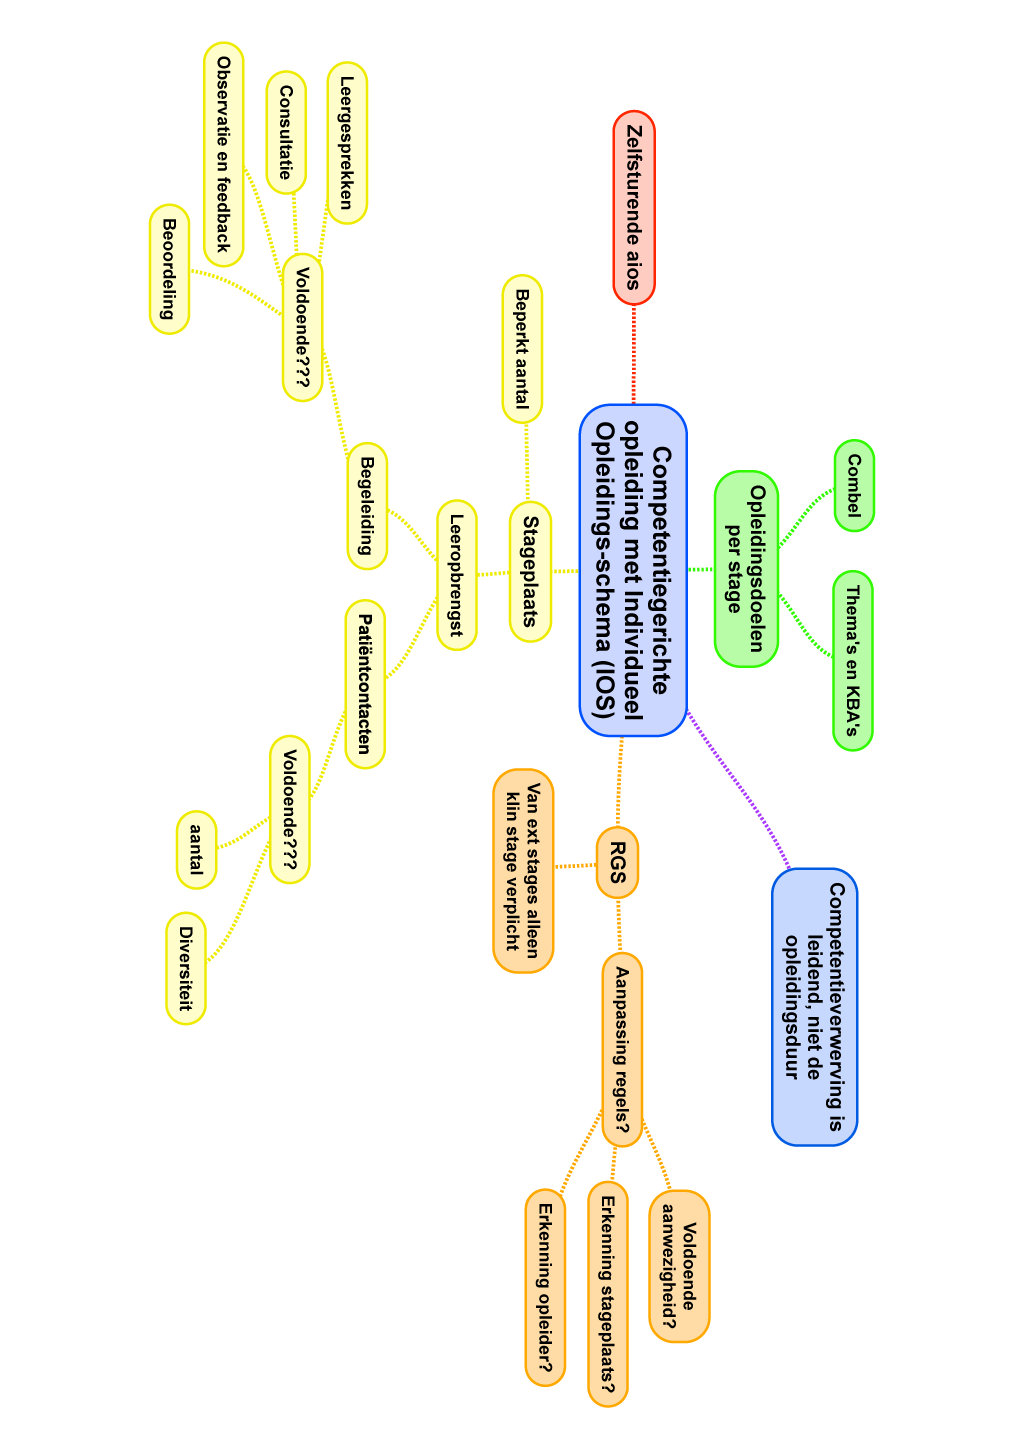 Competentieverwerving is
leidend, niet de
opleidingsduur
Combel
Thema's en KBA's
Opleidingsdoelen
per stage
Zelfsturende aios
Competentiegerichte
opleiding met Individueel
Opleidings-schema (IOS)
RGS
Van ext stages alleen
klin stage verplicht
Aanpassing regels?
Voldoende
aanwezigheid?
Erkenning stageplaats?
Erkenning opleider?
Stageplaats
Beperkt aantal
Leeropbrengst
Begeleiding
Voldoende???
Leergesprekken
Consultatie
Observatie en feedback
Beoordeling
Patiëntcontacten
Voldoende???
aantal
Diversiteit